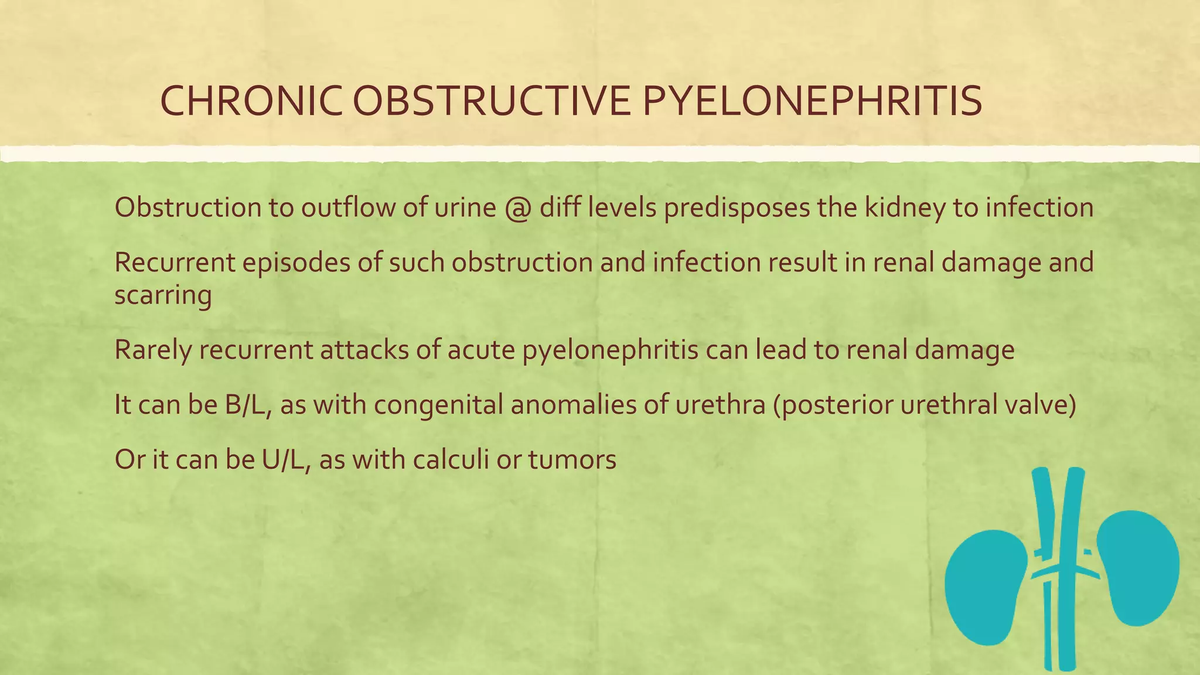 CHRONIC OBSTRUCTIVE PYELONEPHRITIS
Obstruction to outflow of urine @ diff levels predisposes the kidney to infection
Recurrent episodes of such obstruction and infection result in renal damage and
scarring
Rarely recurrent attacks of acute pyelonephritis can lead to renal damage
It can be B/L, as with congenital anomalies of urethra (posterior urethral valve)
Or it can be U/L, as with calculi or tumors